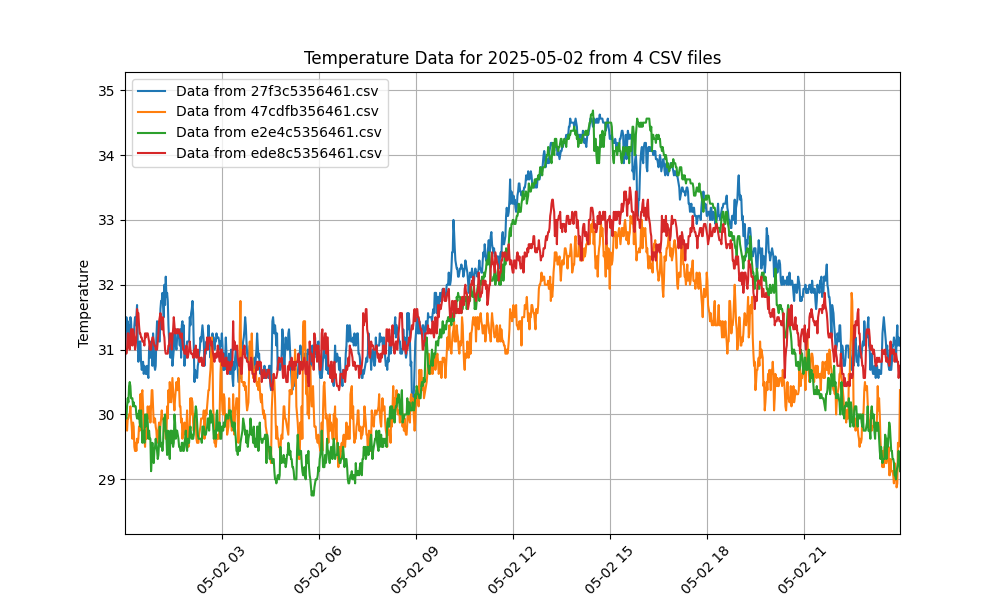 Temperature Data for 2025-05-02 from 4 CSV files
Data from 27f3c5356461.csv
Data from 47cdfb356461.csv
Data from e2e4c5356461.csv
Data from ede8c5356461.csv
Temperature
35
34
33
32
31
30
29
05-02 03
05-02 06
05-02 09
05-02 12
05-02 15
05-02 18
05-02 21